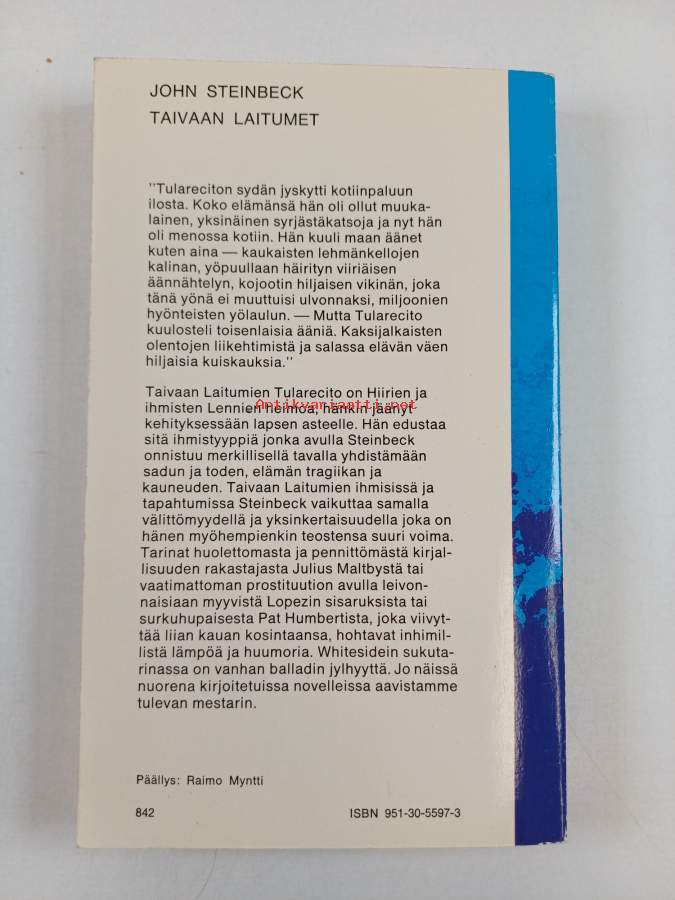 JOHN STEINBECK
TAIVAAN LAITUMET
"Tulareciton sydän jyskytti kotiinpaluun
ilosta. Koko elämänsä hän oli ollut muuka-
lainen, yksinäinen syrjästäkatsoja ja nyt hän
oli menossa kotiin. Hän kuuli maan äänet
kuten aina — kaukaisten lehmänkellojen
kalinan, yöpuullaan häirityn viiriäisen
äännähtelyn, kojootin hiljaisen vikinän, joka
tänä yönä ei muuttuisi ulvonnaksi, miljoonien
hyönteisten yölaulun. — Mutta Tularecito
kuulosteli toisenlaisia ääniä. Kaksijalkaisten
olentojen liikehtimistä ja salassa elävän väen
hiljaisia kuiskauksia."
Taivaan Laitumien Tularecito on Hiirien ja
ihmisten Lennien heimoa, hänkin jäänyt
Antikvariantti.net
kehityksessään lapsen asteelle. Hän edustaa
sitä ihmistyyppiä jonka avulla Steinbeck
onnistuu merkillisellä tavalla yhdistämään
sadun ja toden, elämän tragiikan ja
kauneuden. Taivaan Laitumien ihmisissä ja
tapahtumissa Steinbeck vaikuttaa samalla
välittömyydellä ja yksinkertaisuudella joka on
hänen myöhempienkin teostensa suuri voima.
Tarinat huolettomasta ja pennittömästä kirjal-
lisuuden rakastajasta Julius Maltbystä tai
vaatimattoman prostituution avulla leivon-
naisiaan myyvistä Lopezin sisaruksista tai
surkuhupaisesta Pat Humbertista, joka viivyt-
tää liian kauan kosintaansa, hohtavat inhimil-
listä lämpöä ja huumoria. Whitesidein sukuta-
rinassa on vanhan balladin jylhyyttä. Jo näissä
nuorena kirjoitetuissa novelleissa aavistamme
tulevan mestarin.
Päällys: Raimo Myntti
842
ISBN 951-30-5597-3